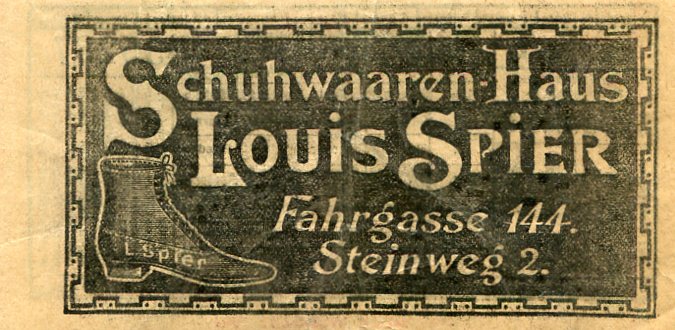 Schuhwaaren-Haus
Louis Spier
L. Spier
Fahrgasse 144.
Steinweg 2.